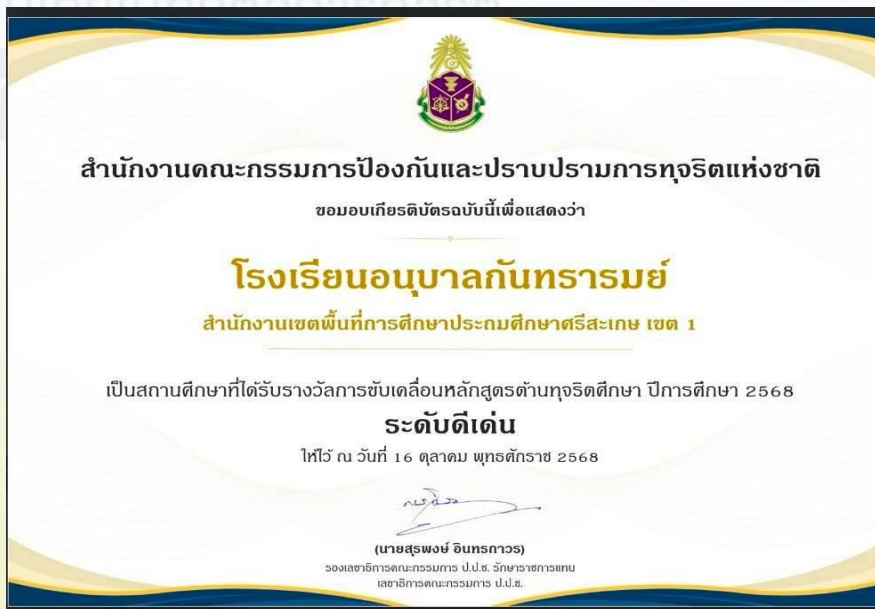 สำนักงานคณะกรรมการป้องกันและปราบปรามการทุจริตแห่งชาติ
ขอมอบเกียรติบัตรฉบับนี้เพื่อแสดงว่า
โรงเรียนอนุบาลกันทรารมย์
สำนักงานเขตพื้นที่การศึกษาประถมศึกษาศรีสะเกษ เขต 1
เป็นสถานศึกษาที่ได้รับรางวัลการขับเคลื่อนหลักสูตรต้านทุจริตศึกษา ปีการศึกษา 2568
ระดับดีเด่น
ให้ไว้ ณ วันที่ 16 ตุลาคม พุทธศักราช 2568
(นายสุรพงษ์ อินทรถาวร)
รองเลขาธิการคณะกรรมการ ป.ป.ช. รักษาราชการแทน
เลขาธิการคณะกรรมการ ป.ป.ช.